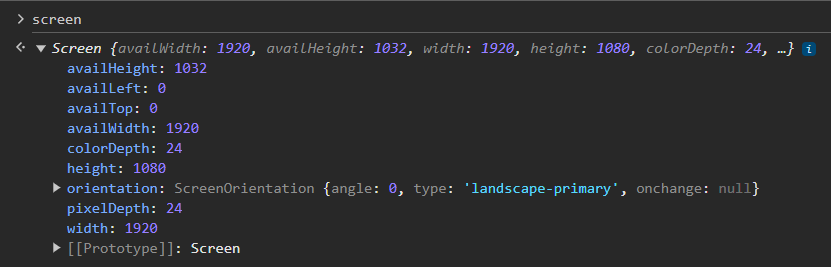 screen
Screen {availWidth: 1920, availHeight: 1032, width: 1920, height: 1080, colorDepth: 24, …} i
availHeight: 1032
availLeft: 0
availTop: 0
availWidth: 1920
colorDepth: 24
height: 1080
orientation: ScreenOrientation {angle: 0, type: 'landscape-primary', onchange: null}
pixelDepth: 24
width: 1920
[[Prototype]]: Screen